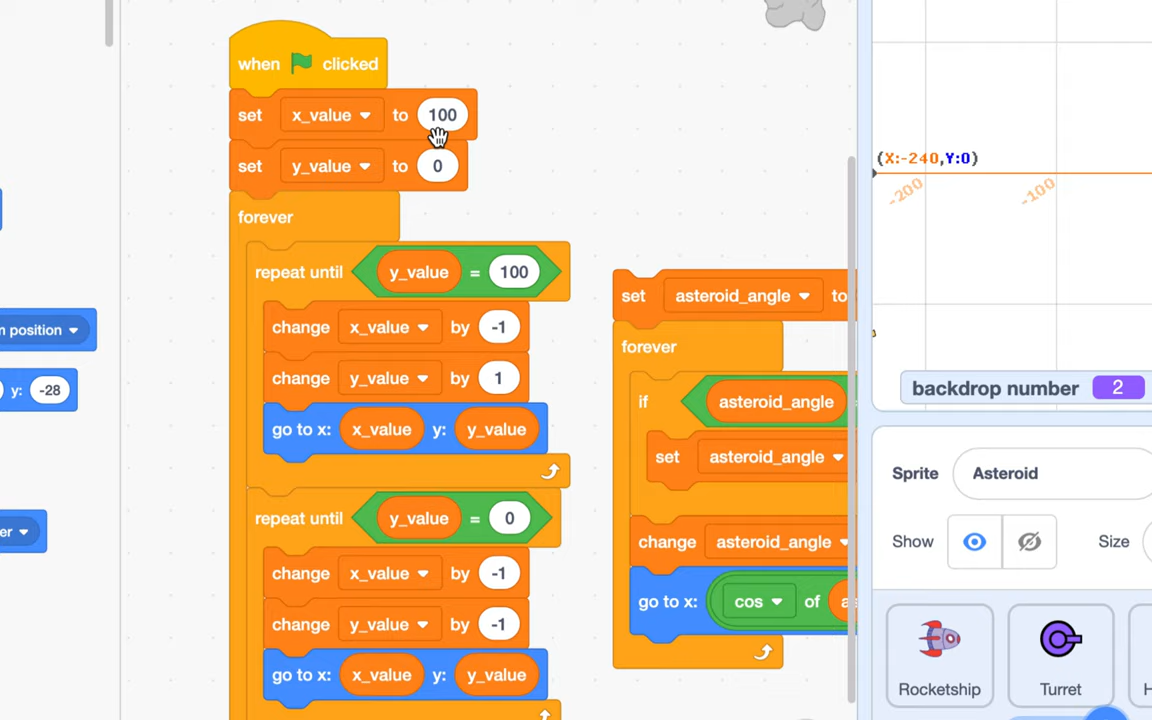 when clicked
set x_value to 100
set y_value to 0
forever
repeat until y_value = 100
change x_value by -1
change y_value by 1
go to x: x_value y: y_value
repeat until y_value = 0
change x_value by -1
change y_value by -1
go to x: x_value y: y_value
position
y: -28
set asteroid_angle to
forever
if asteroid_angle
set asteroid_angle
change asteroid_angle
go to x: cos of
(X:-240,Y:0)
-200
-100
backdrop number 2
Sprite Asteroid
Show
Size
Rocketship
Turret